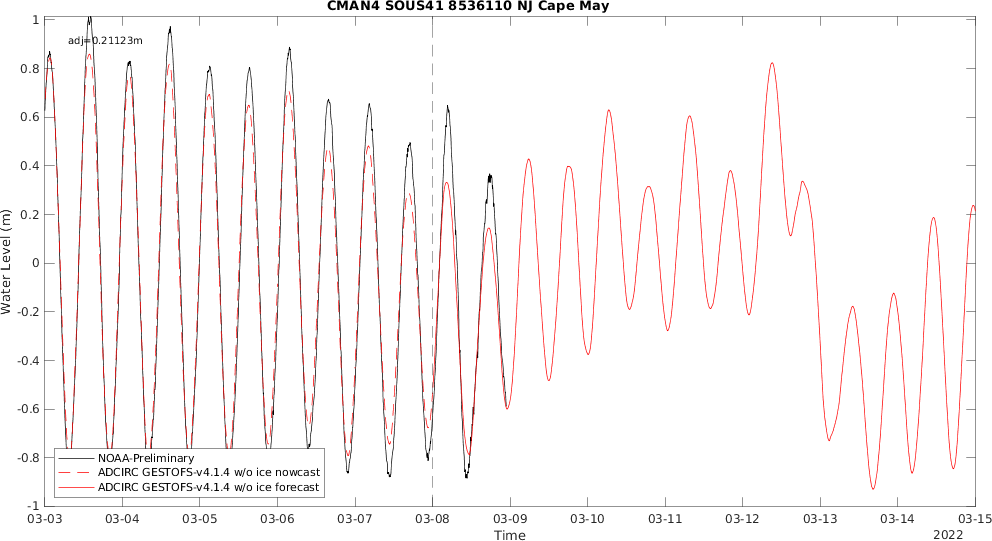 CMAN4 SOUS41 8536110 NJ Cape May
adj=0.21123m
1
0.8
0.6
0.4
0.2
0
-0.2
-0.4
-0.6
-0.8
-1
Water Level (m)
NOAA-Preliminary
ADCIRC GESTOFS-v4.1.4 w/o ice nowcast
ADCIRC GESTOFS-v4.1.4 w/o ice forecast
03-03 03-04 03-05 03-06 03-07 03-08 03-09 03-10 03-11 03-12 03-13 03-14 03-15
Time
2022